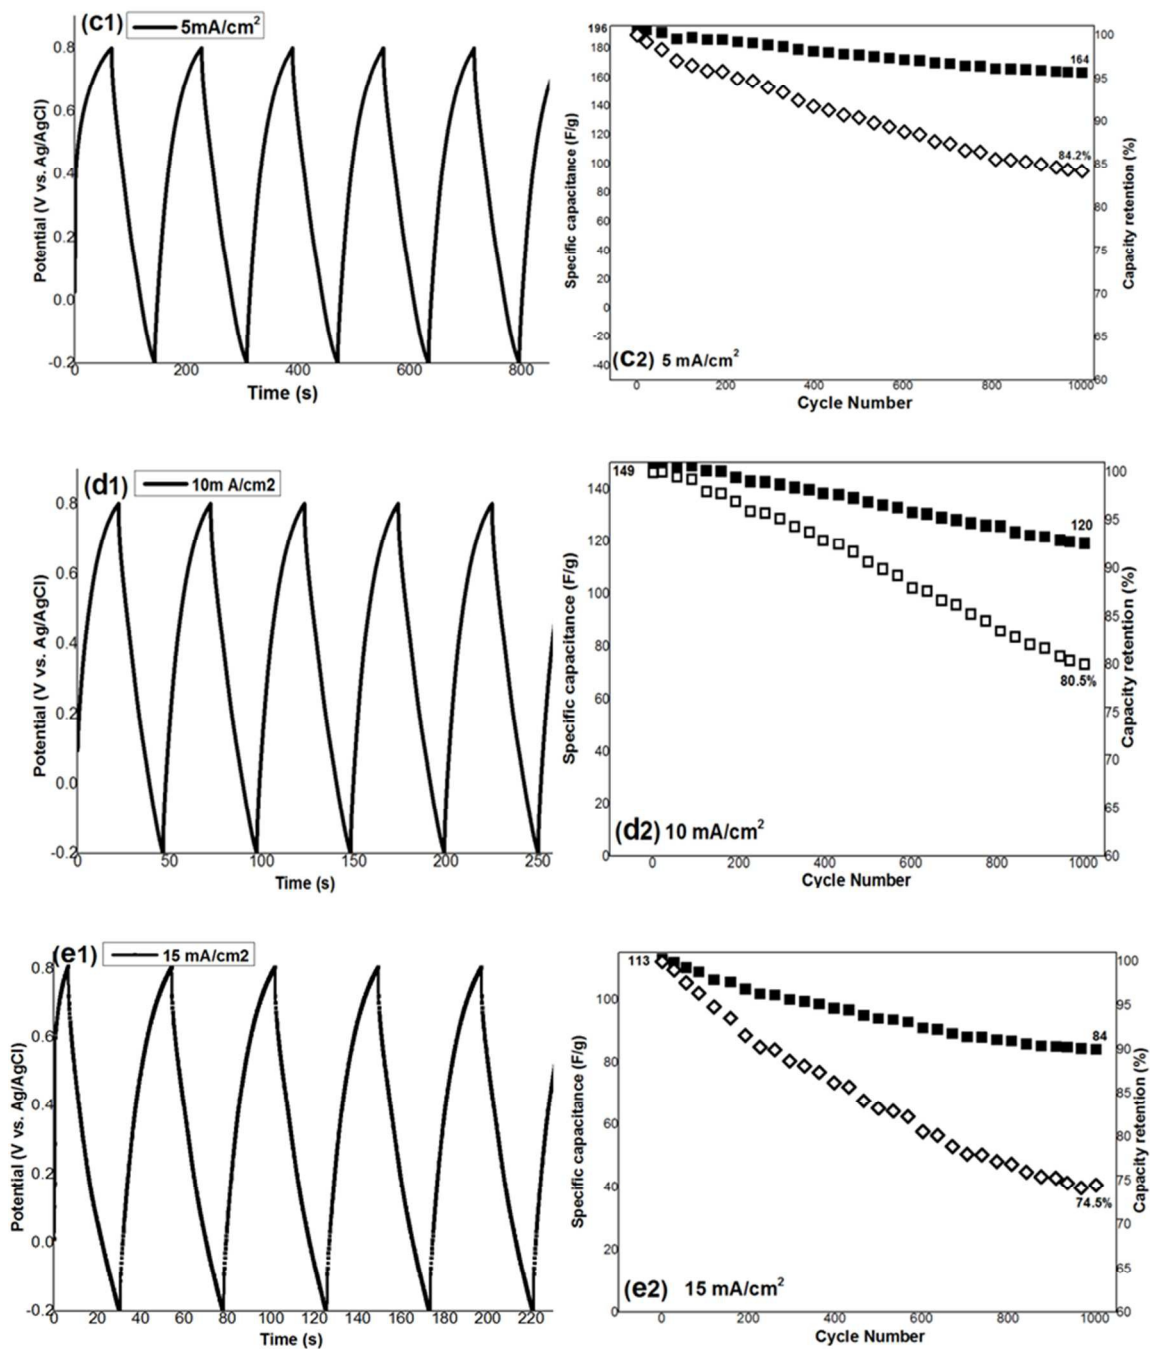 (c1) 5mA/cm²
Potential (V vs. Ag/AgCl)
0.8
0.6
0.4
0.2
0.0
-0.2
200 400 600 800
Time (s)
196
180
160
140
120
100
80
60
40
20
0
-20
-40
Specific capacitance (F/g)
164
84.2%
100
95
90
85
80
75
70
65
60
Capacity retention (%)
(c2) 5 mA/cm²
0 200 400 600 800 1000
Cycle Number
(d1) 10m A/cm2
Potential (V vs. Ag/AgCl)
0.8
0.6
0.4
0.2
0.0
-0.2
0 50 100 150 200 250
Time (s)
149
140
120
100
80
60
40
20
0
Specific capacitance (F/g)
120
80.5%
100
95
90
85
80
75
70
65
60
Capacity retention (%)
(d2) 10 mA/cm²
0 200 400 600 800 1000
Cycle Number
(e1) 15 mA/cm2
Potential (V vs. Ag/AgCl)
0.8
0.6
0.4
0.2
0.0
-0.2
0 20 40 60 80 100 120 140 160 180 200 220
Time (s)
113
100
80
60
40
20
0
Specific capacitance (F/g)
84
74.5%
100
95
90
85
80
75
70
65
60
Capacity retention (%)
(e2) 15 mA/cm²
0 200 400 600 800 1000
Cycle Number